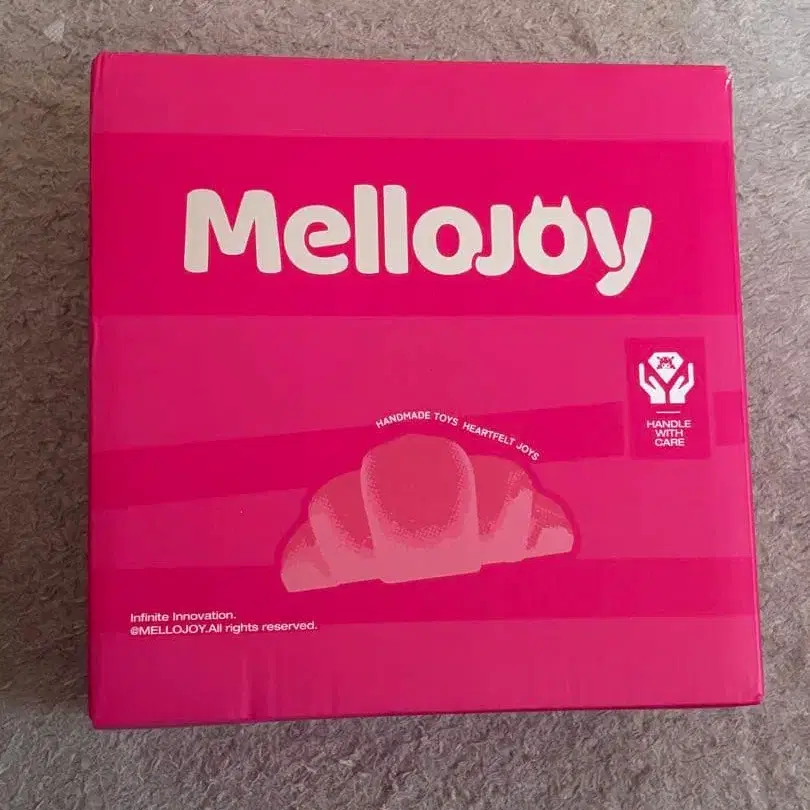 Mellojoy
HANDLE
WITH
CARE
HANDMADE TOYS HEARTFELT JOYS
Infinite Innovation.
@MELLOJOY.All rights reserved.